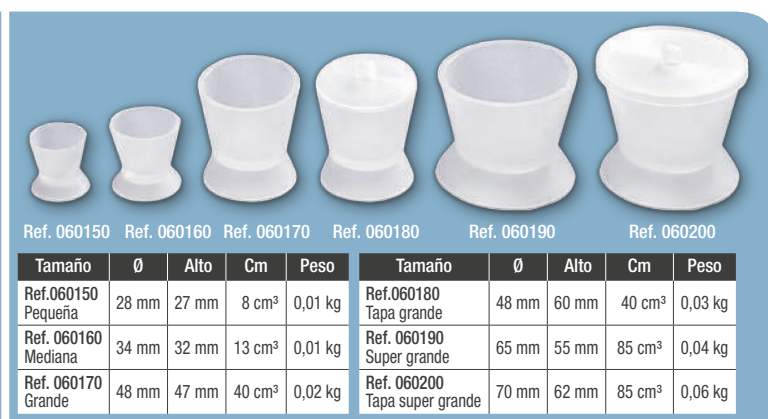 Ref. 060150 Ref. 060160 Ref. 060170 Ref. 060180 Ref. 060190 Ref. 060200
Tamaño Ø Alto Cm Peso
Ref.060150 28 mm 27 mm 8 cm³ 0,01 kg
Pequeña
Ref. 060160 34 mm 32 mm 13 cm³ 0,01 kg
Mediana
Ref. 060170 48 mm 47 mm 40 cm³ 0,02 kg
Grande
Tamaño Ø Alto Cm Peso
Ref.060180 48 mm 60 mm 40 cm³ 0,03 kg
Tapa grande
Ref. 060190 65 mm 55 mm 85 cm³ 0,04 kg
Super grande
Ref. 060200 70 mm 62 mm 85 cm³ 0,06 kg
Tapa super grande